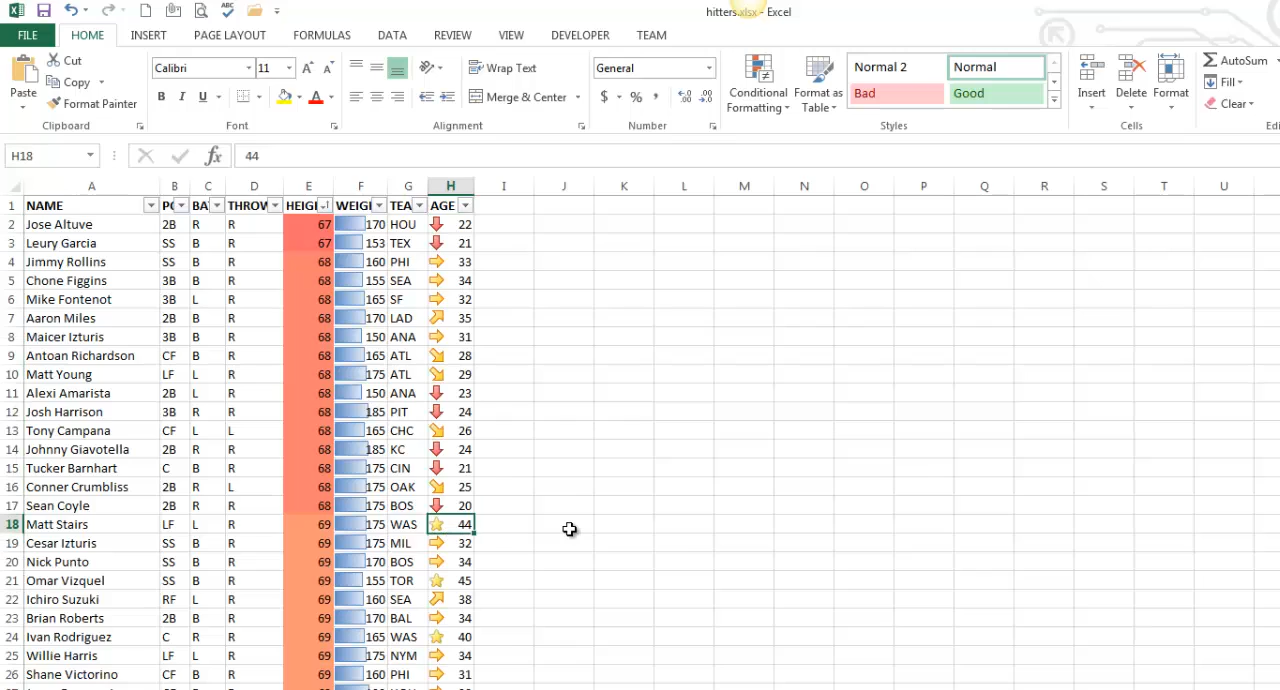 hitters.xlsx - Excel
FILE HOME INSERT PAGE LAYOUT FORMULAS DATA REVIEW VIEW DEVELOPER TEAM
Paste
Cut
Copy
Format Painter
Clipboard
Calibri 11
B I U
Font
Wrap Text
Merge & Center
Alignment
General
$ % ,
Number
Conditional Formatting
Format as Table
Normal 2 Normal
Bad Good
Styles
Insert Delete Format
Cells
AutoSum
Fill
Clear
Edi
H18 fx 44
A B C D E F G H I J K L M N O P Q R S T U
1 NAME PO BA THROW HEIG WEIG TEA AGE
2 Jose Altuve 2B R R 67 170 HOU 22
3 Leury Garcia SS B R 67 153 TEX 21
4 Jimmy Rollins SS B R 68 160 PHI 33
5 Chone Figgins 3B B R 68 155 SEA 34
6 Mike Fontenot 3B L R 68 165 SF 32
7 Aaron Miles 2B B R 68 170 LAD 35
8 Maicer Izturis 3B B R 68 150 ANA 31
9 Antoan Richardson CF B R 68 165 ATL 28
10 Matt Young LF L R 68 175 ATL 29
11 Alexi Amarista 2B L R 68 150 ANA 23
12 Josh Harrison 3B R R 68 185 PIT 24
13 Tony Campana CF L L 68 165 CHC 26
14 Johnny Giavotella 2B R R 68 185 KC 24
15 Tucker Barnhart C B R 68 175 CIN 21
16 Conner Crumbliss 2B R L 68 175 OAK 25
17 Sean Coyle 2B R R 68 175 BOS 20
18 Matt Stairs LF L R 69 175 WAS 44
19 Cesar Izturis SS B R 69 175 MIL 32
20 Nick Punto SS B R 69 170 BOS 34
21 Omar Vizquel SS B R 69 155 TOR 45
22 Ichiro Suzuki RF L R 69 160 SEA 38
23 Brian Roberts 2B B R 69 170 BAL 34
24 Ivan Rodriguez C R R 69 165 WAS 40
25 Willie Harris LF L R 69 175 NYM 34
26 Shane Victorino CF B R 69 160 PHI 31